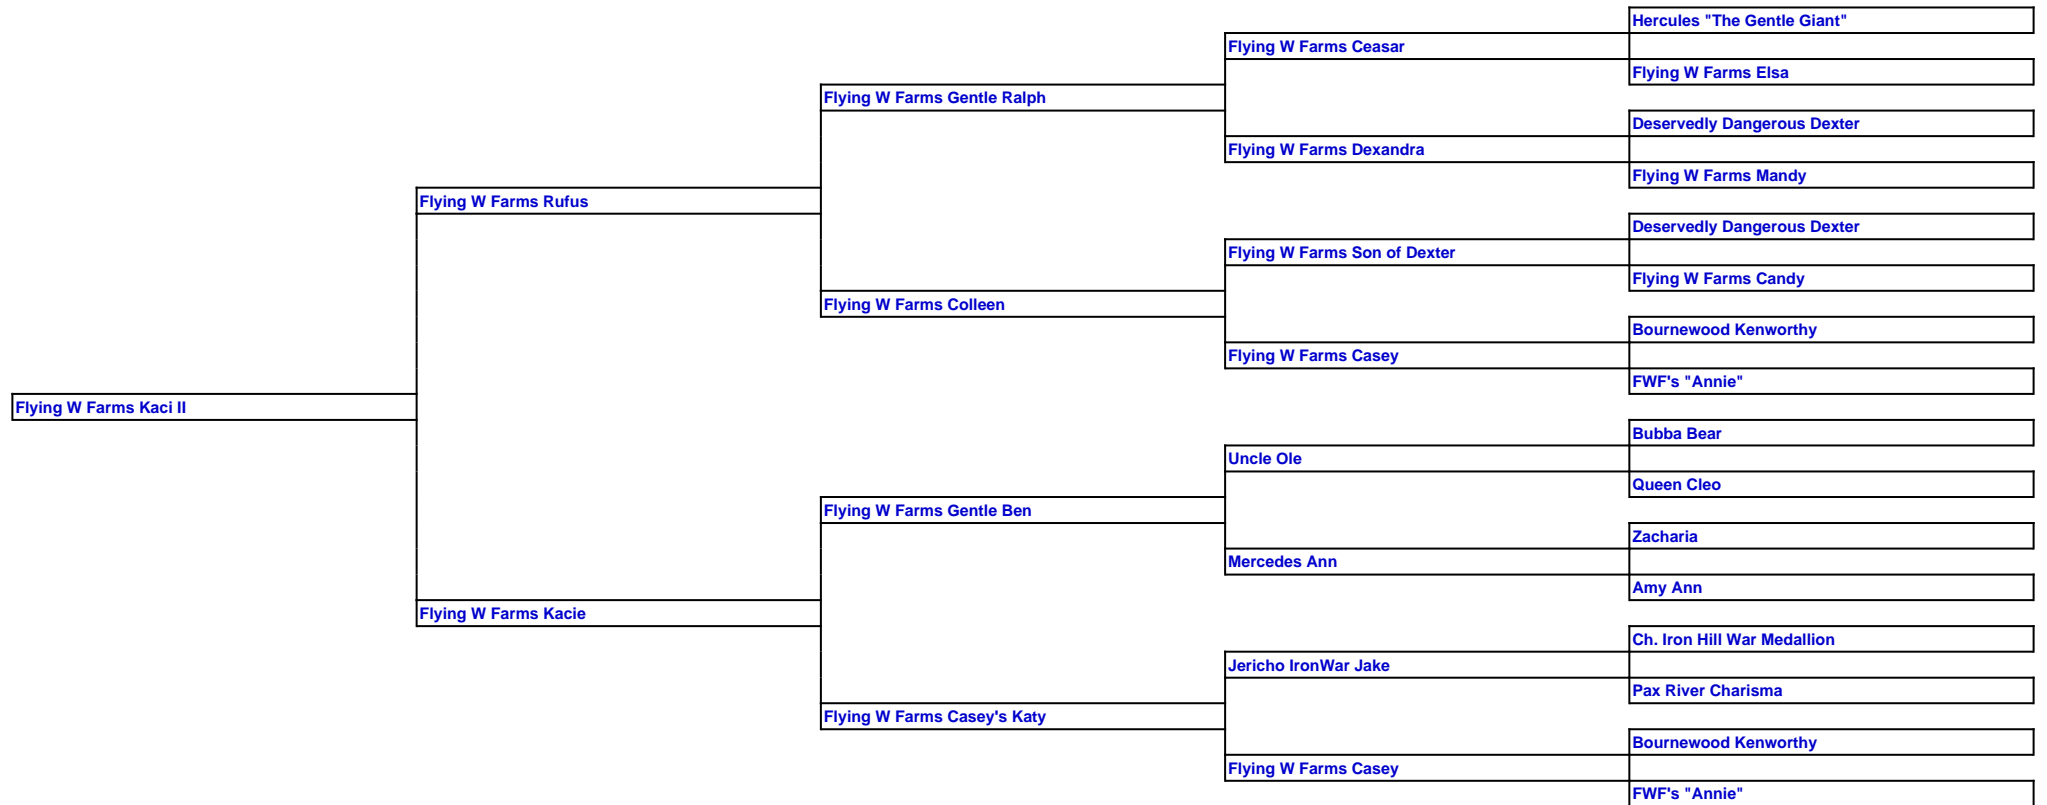 Hercules "The Gentle Giant"
Flying W Farms Ceasar
Flying W Farms Elsa
Flying W Farms Gentle Ralph
Deservedly Dangerous Dexter
Flying W Farms Dexandra
Flying W Farms Mandy
Flying W Farms Rufus
Deservedly Dangerous Dexter
Flying W Farms Son of Dexter
Flying W Farms Candy
Flying W Farms Colleen
Bournewood Kenworthy
Flying W Farms Casey
FWF's "Annie"
Flying W Farms Kaci II
Bubba Bear
Uncle Ole
Queen Cleo
Flying W Farms Gentle Ben
Zacharia
Mercedes Ann
Amy Ann
Flying W Farms Kacie
Ch. Iron Hill War Medallion
Jericho IronWar Jake
Pax River Charisma
Flying W Farms Casey's Katy
Bournewood Kenworthy
Flying W Farms Casey
FWF's "Annie"